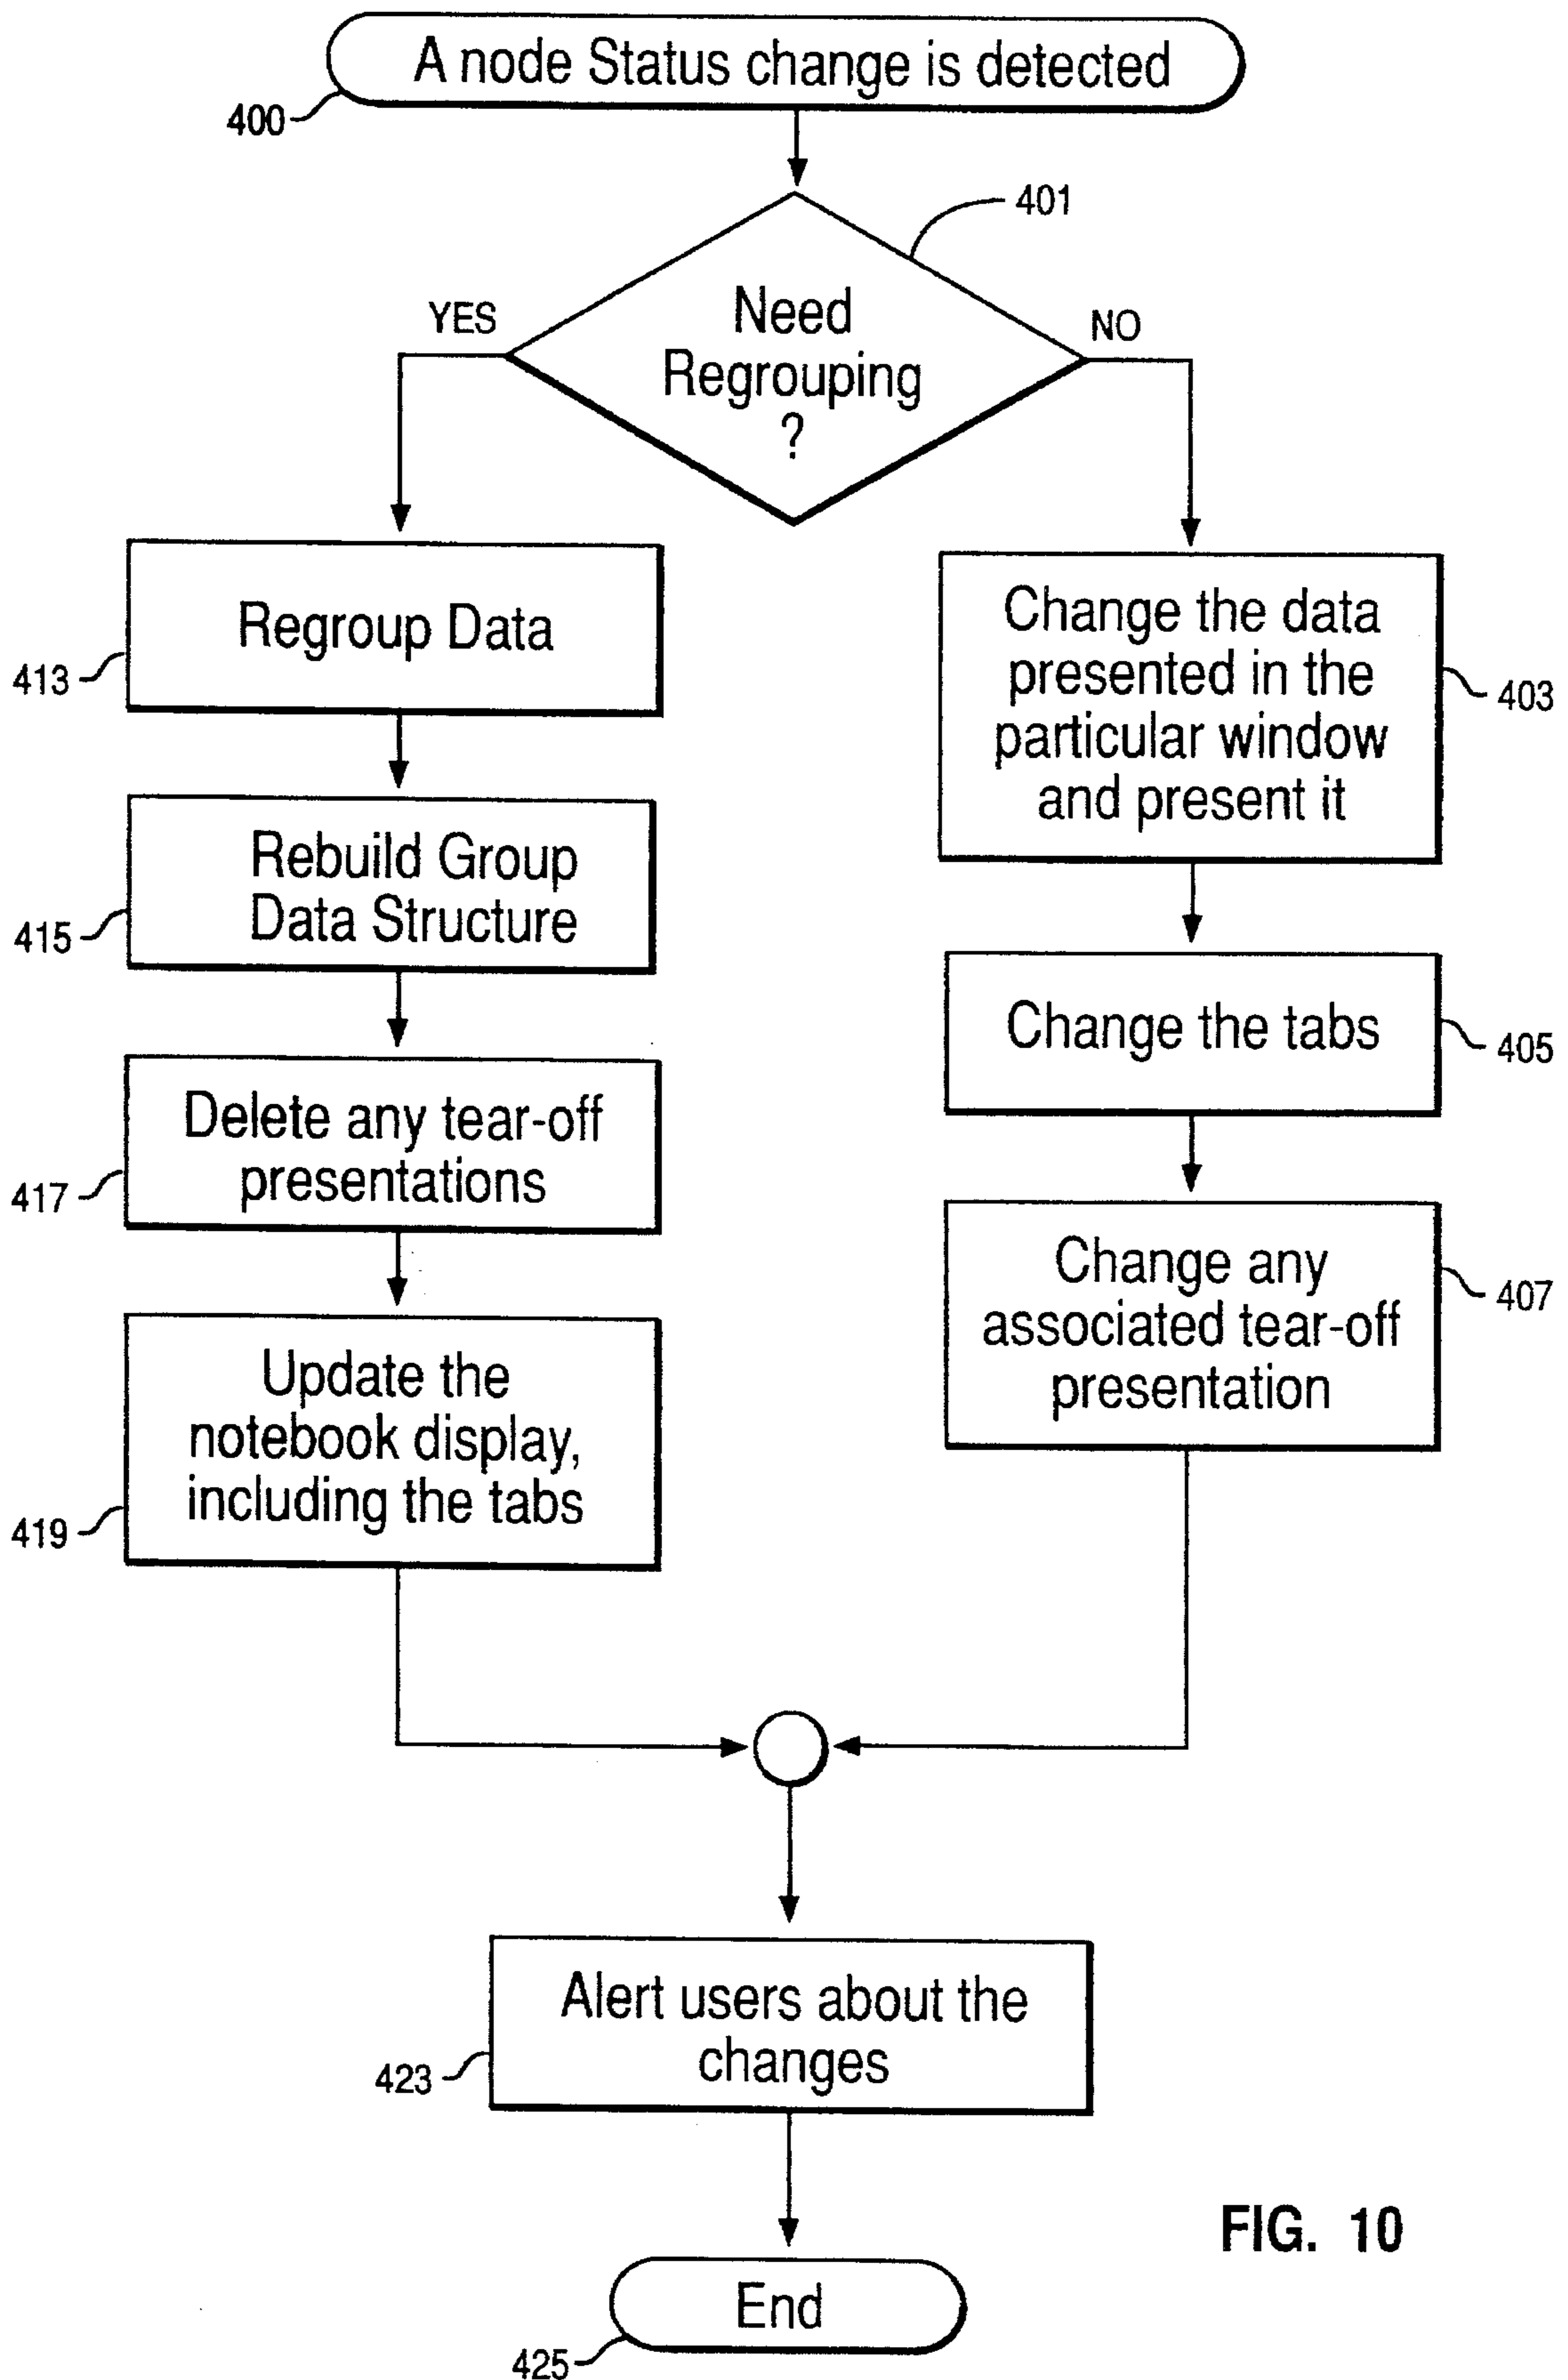 A node Status change is detected
400
401
Need
Regrouping
?
YES
NO
Regroup Data
413
Rebuild Group
Data Structure
415
Delete any tear-off
presentations
417
Update the
notebook display,
including the tabs
419
Change the data
presented in the
particular window
and present it
403
Change the tabs
405
Change any
associated tear-off
presentation
407
Alert users about the
changes
423
End
425
FIG. 10